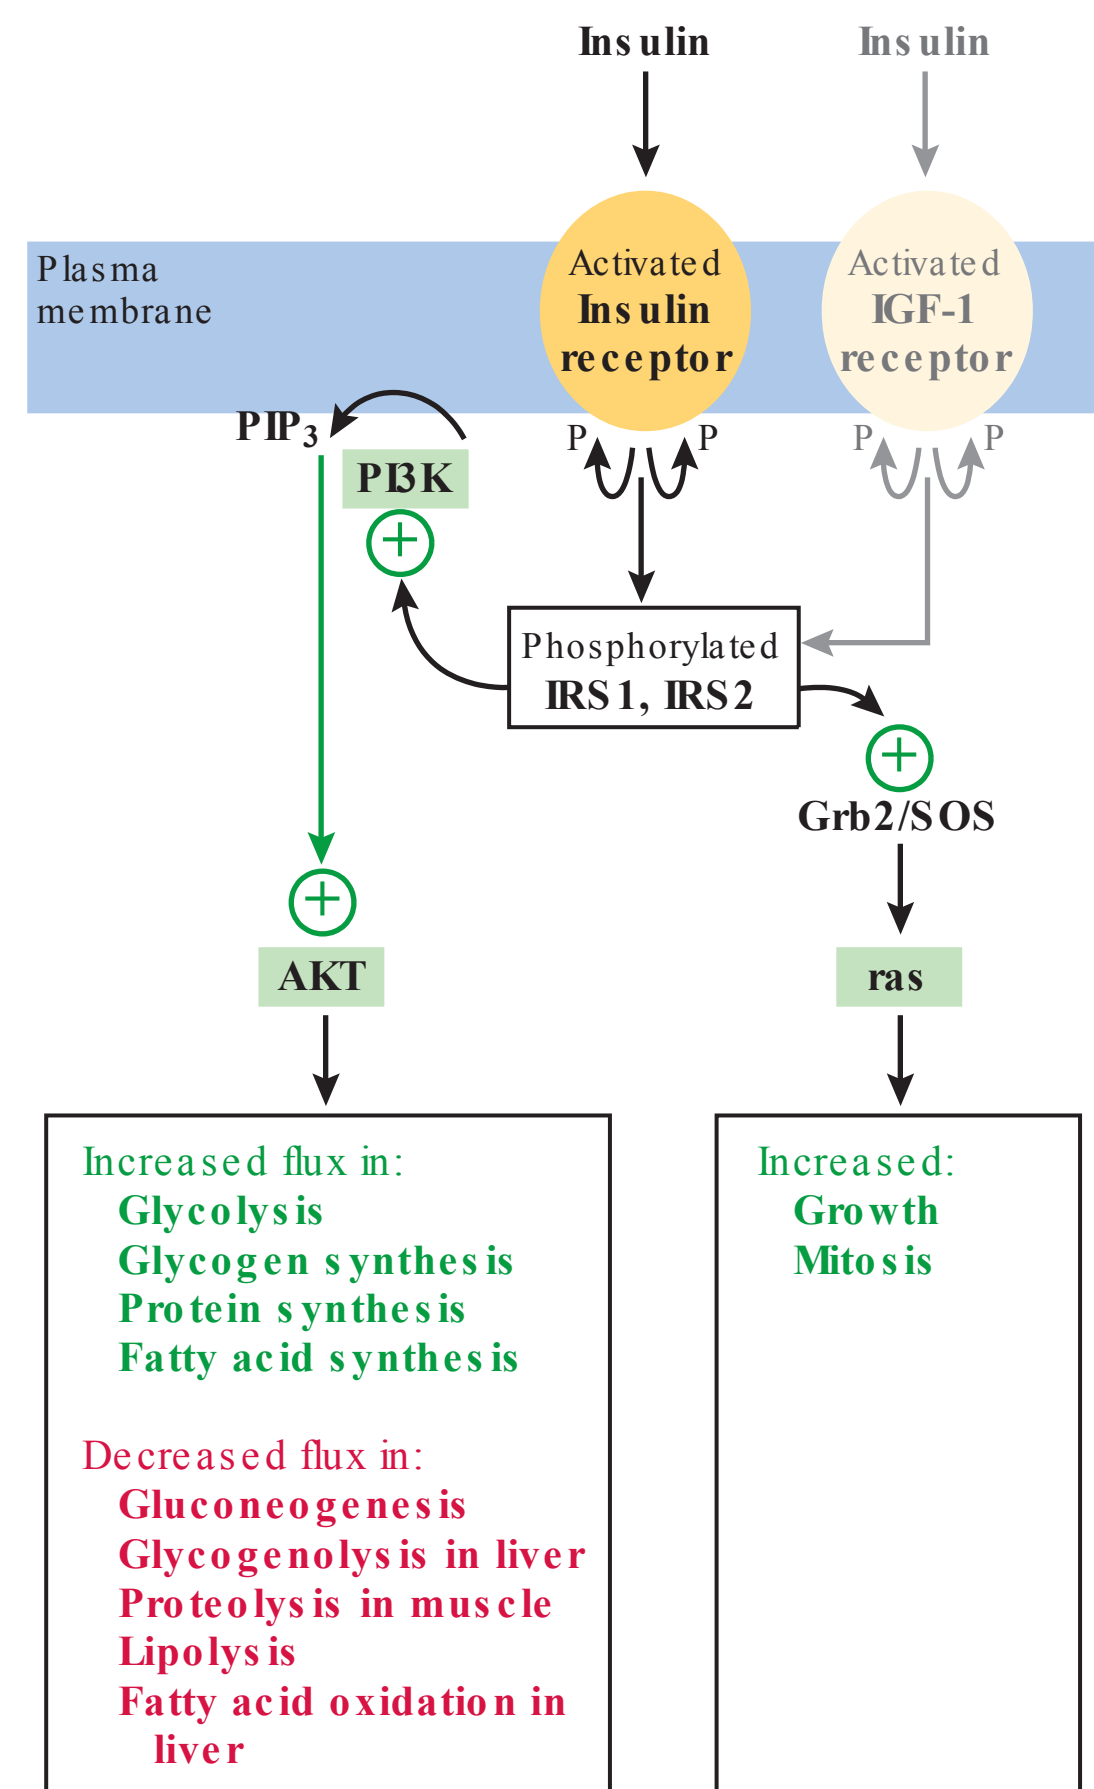 Insulin
Insulin
Plasma
membrane
Activated
Insulin
receptor
Activated
IGF-1
receptor
PIP3
P
P
P
P
PI3K
+
Phosphorylated
IRS1, IRS2
+
Grb2/SOS
+
AKT
ras
Increased flux in:
Glycolysis
Glycogen synthesis
Protein synthesis
Fatty acid synthesis
Decreased flux in:
Gluconeogenesis
Glycogenolysis in liver
Proteolysis in muscle
Lipolysis
Fatty acid oxidation in
liver
Increased:
Growth
Mitosis